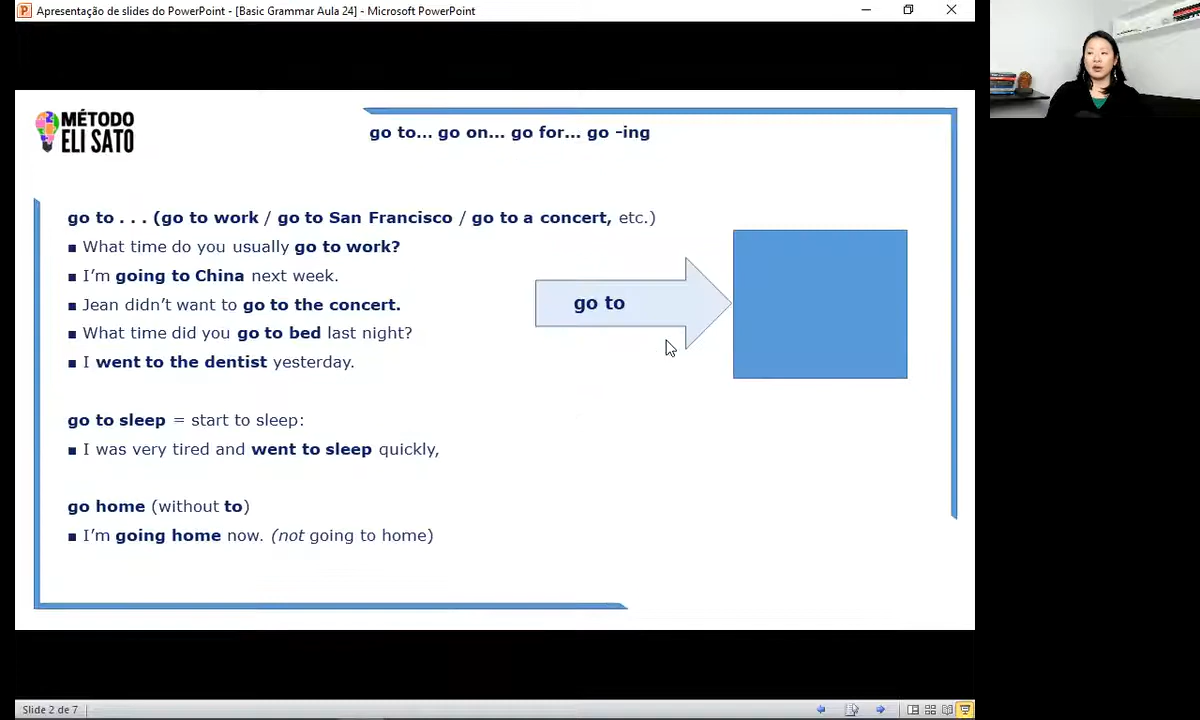 Apresentação de slides do PowerPoint - [Basic Grammar Aula 24] - Microsoft PowerPoint
MÉTODO
ELI SATO
go to... go on... go for... go -ing
go to . . . (go to work / go to San Francisco / go to a concert, etc.)
■ What time do you usually go to work?
■ I’m going to China next week.
■ Jean didn’t want to go to the concert.
■ What time did you go to bed last night?
■ I went to the dentist yesterday.
go to
go to sleep = start to sleep:
■ I was very tired and went to sleep quickly,
go home (without to)
■ I’m going home now. (not going to home)
Slide 2 de 7